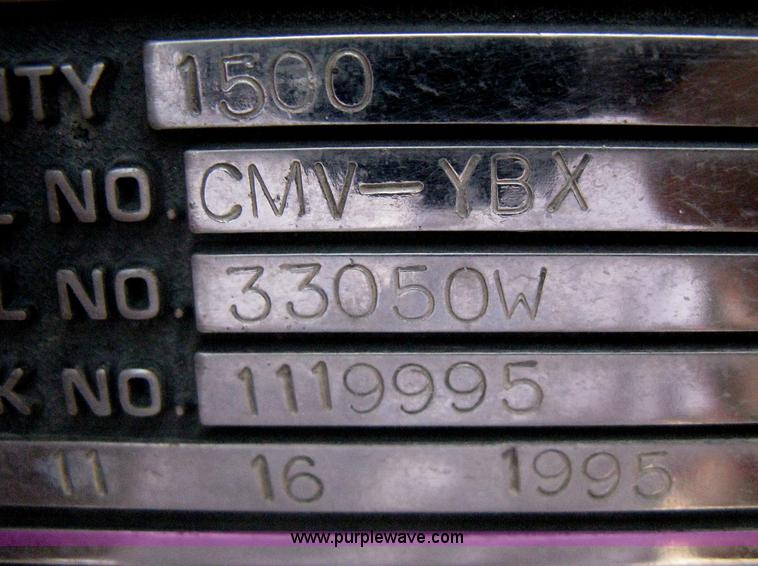 ITY 1500
L NO. CMV-YBX
L NO. 33050W
K NO. 1119995
11 16 1995
www.purplewave.com